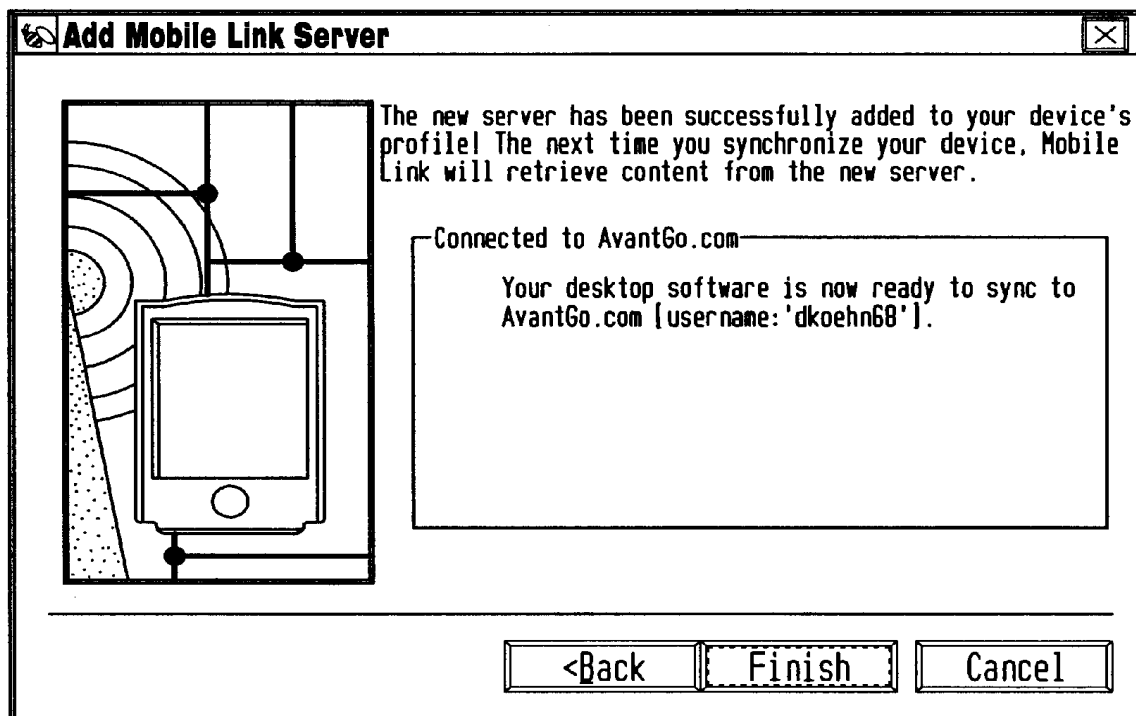 Add Mobile Link Server
The new server has been successfully added to your device's
profile! The next time you synchronize your device, Mobile
Link will retrieve content from the new server.
Connected to AvantGo.com
Your desktop software is now ready to sync to
AvantGo.com [username:'dkoehn68'].
<Back Finish Cancel